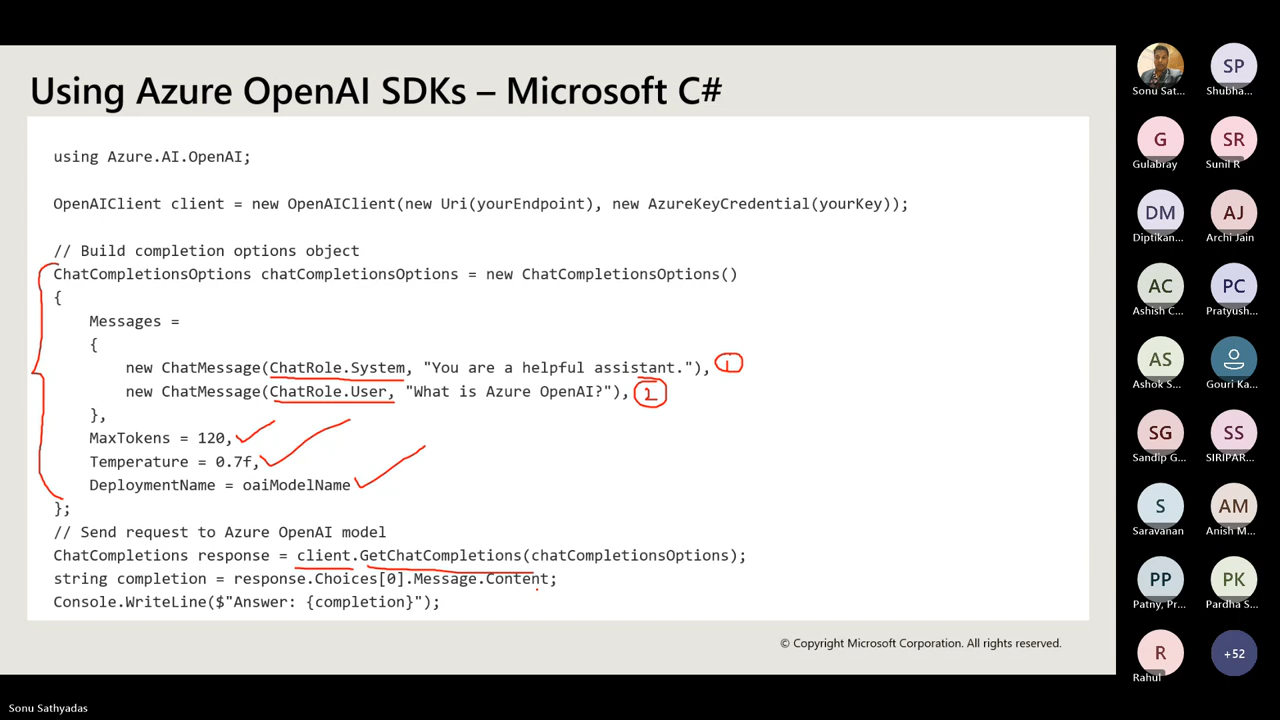 Using Azure OpenAI SDKs – Microsoft C#
using Azure.AI.OpenAI;
OpenAIClient client = new OpenAIClient(new Uri(yourEndpoint), new AzureKeyCredential(yourKey));
// Build completion options object
ChatCompletionsOptions chatCompletionsOptions = new ChatCompletionsOptions()
{
Messages =
{
new ChatMessage(ChatRole.System, "You are a helpful assistant."), 1
new ChatMessage(ChatRole.User, "What is Azure OpenAI?"), 2
},
MaxTokens = 120,
Temperature = 0.7f,
DeploymentName = oaiModelName
};
// Send request to Azure OpenAI model
ChatCompletions response = client.GetChatCompletions(chatCompletionsOptions);
string completion = response.Choices[0].Message.Content;
Console.WriteLine($"Answer: {completion}");
© Copyright Microsoft Corporation. All rights reserved.
Sonu Sathyadas
Sonu Sat...
SP
Shubha...
G
Gulabray
SR
Sunil R
DM
Diptikan...
AJ
Archi Jain
AC
Ashish C...
PC
Pratyush...
AS
Ashok S...
Gouri Ka...
SG
Sandip G...
SS
SIRIPAR...
S
Saravanan
AM
Anish M...
PP
Patny, Pr...
PK
Pardha S...
R
Rahul
+52